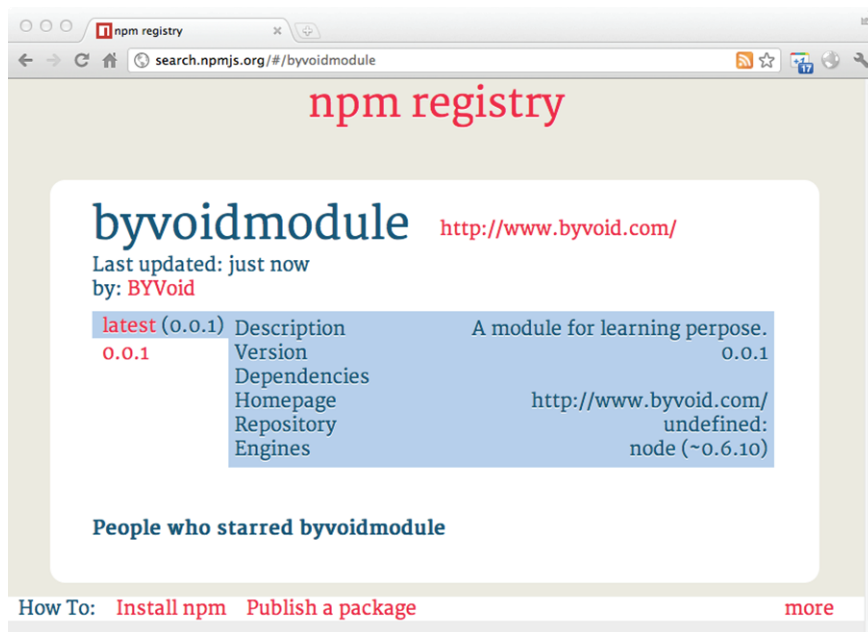 npm registry
search.npmjs.org/#/byvoidmodule
17
npm registry
byvoidmodule http://www.byvoid.com/
Last updated: just now
by: BYVoid
latest (0.0.1) Description A module for learning perpose.
0.0.1 Version 0.0.1
Dependencies
Homepage http://www.byvoid.com/
Repository undefined:
Engines node (~0.6.10)
People who starred byvoidmodule
How To: Install npm Publish a package more